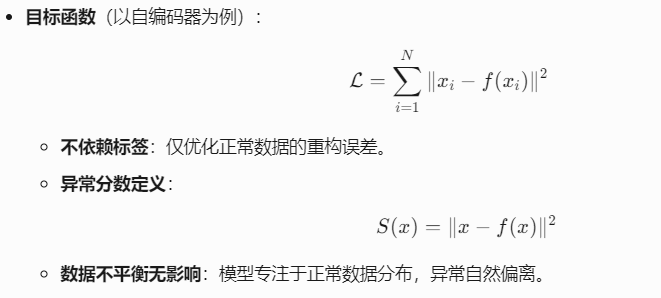 • 目标函数（以自编码器为例）：
$$\mathcal{L} = \sum_{i=1}^{N} \|x_i - f(x_i)\|^2$$
◦ 不依赖标签：仅优化正常数据的重构误差。
◦ 异常分数定义：
$$S(x) = \|x - f(x)\|^2$$
◦ 数据不平衡无影响：模型专注于正常数据分布，异常自然偏离。